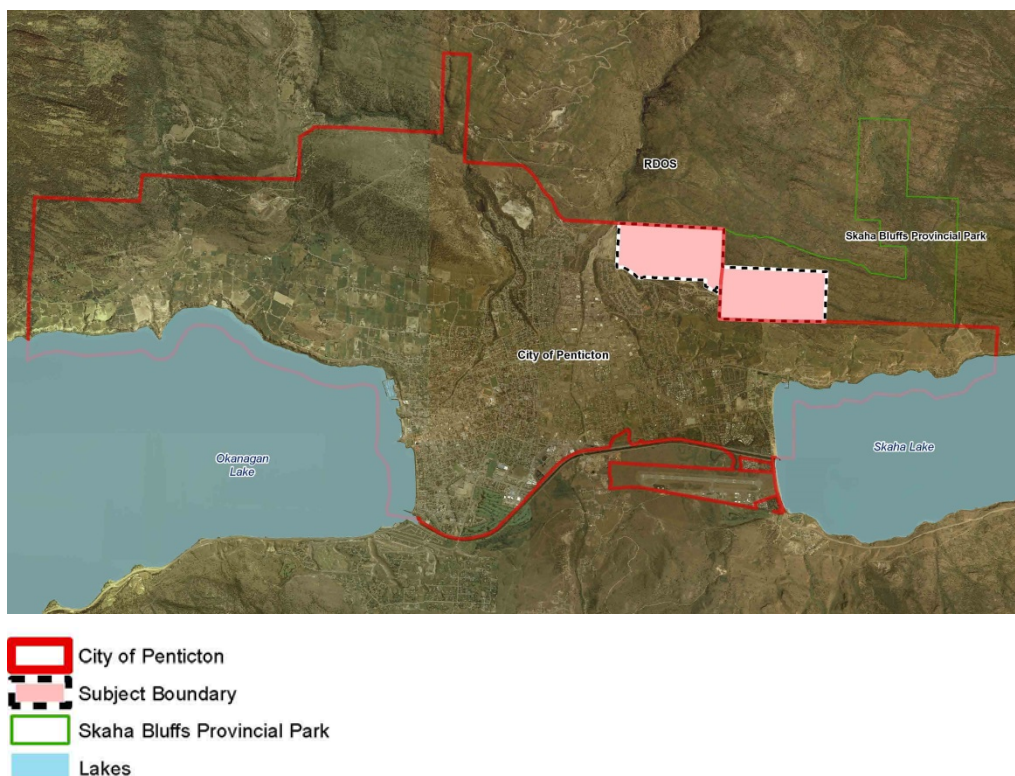 RDOS
Skaha Bluffs Provincial Park
City of Penticton
Okanagan
Lake
Skaha Lake
City of Penticton
Subject Boundary
Skaha Bluffs Provincial Park
Lakes